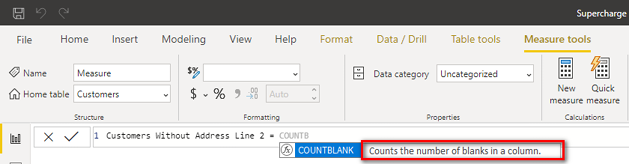 Supercharge
File Home Insert Modeling View Help Format Data / Drill Table tools Measure tools
Name Measure
Home table Customers
Structure
$% 
$ % 9 .00 Auto
Formatting
Data category Uncategorized
Properties
New measure
Quick measure
Calculations
1 Customers Without Address Line 2 = COUNTB
fx COUNTBLANK Counts the number of blanks in a column.